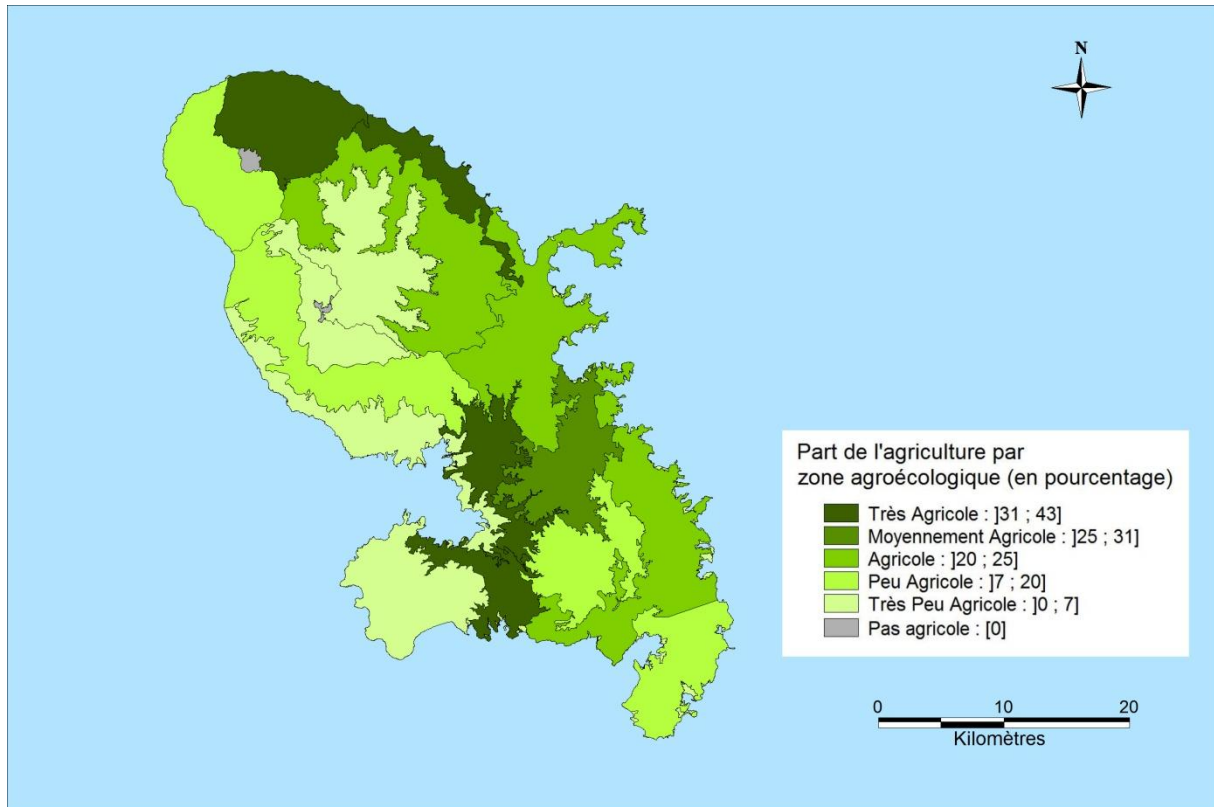 N
Part de l'agriculture par
zone agroécologique (en pourcentage)
Très Agricole : ]31 ; 43]
Moyennement Agricole : ]25 ; 31]
Agricole : ]20 ; 25]
Peu Agricole : ]7 ; 20]
Très Peu Agricole : ]0 ; 7]
Pas agricole : [0]
0 10 20
Kilomètres